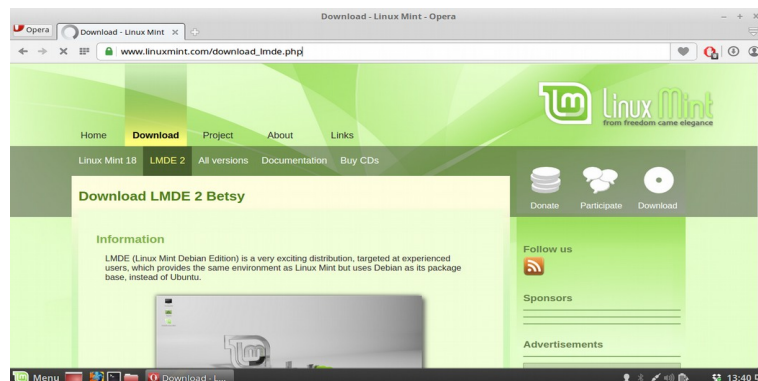 Download - Linux Mint - Opera
Opera
Download - Linux Mint
www.linuxmint.com/download_lmde.php
Linux Mint
from freedom came elegance
Home Download Project About Links
Linux Mint 18 LMDE 2 All versions Documentation Buy CDs
Donate Participate Download
Download LMDE 2 Betsy
Information
LMDE (Linux Mint Debian Edition) is a very exciting distribution, targeted at experienced
users, which provides the same environment as Linux Mint but uses Debian as its package
base, instead of Ubuntu.
Follow us
Sponsors
Advertisements
Menu
Download - L...
13:40